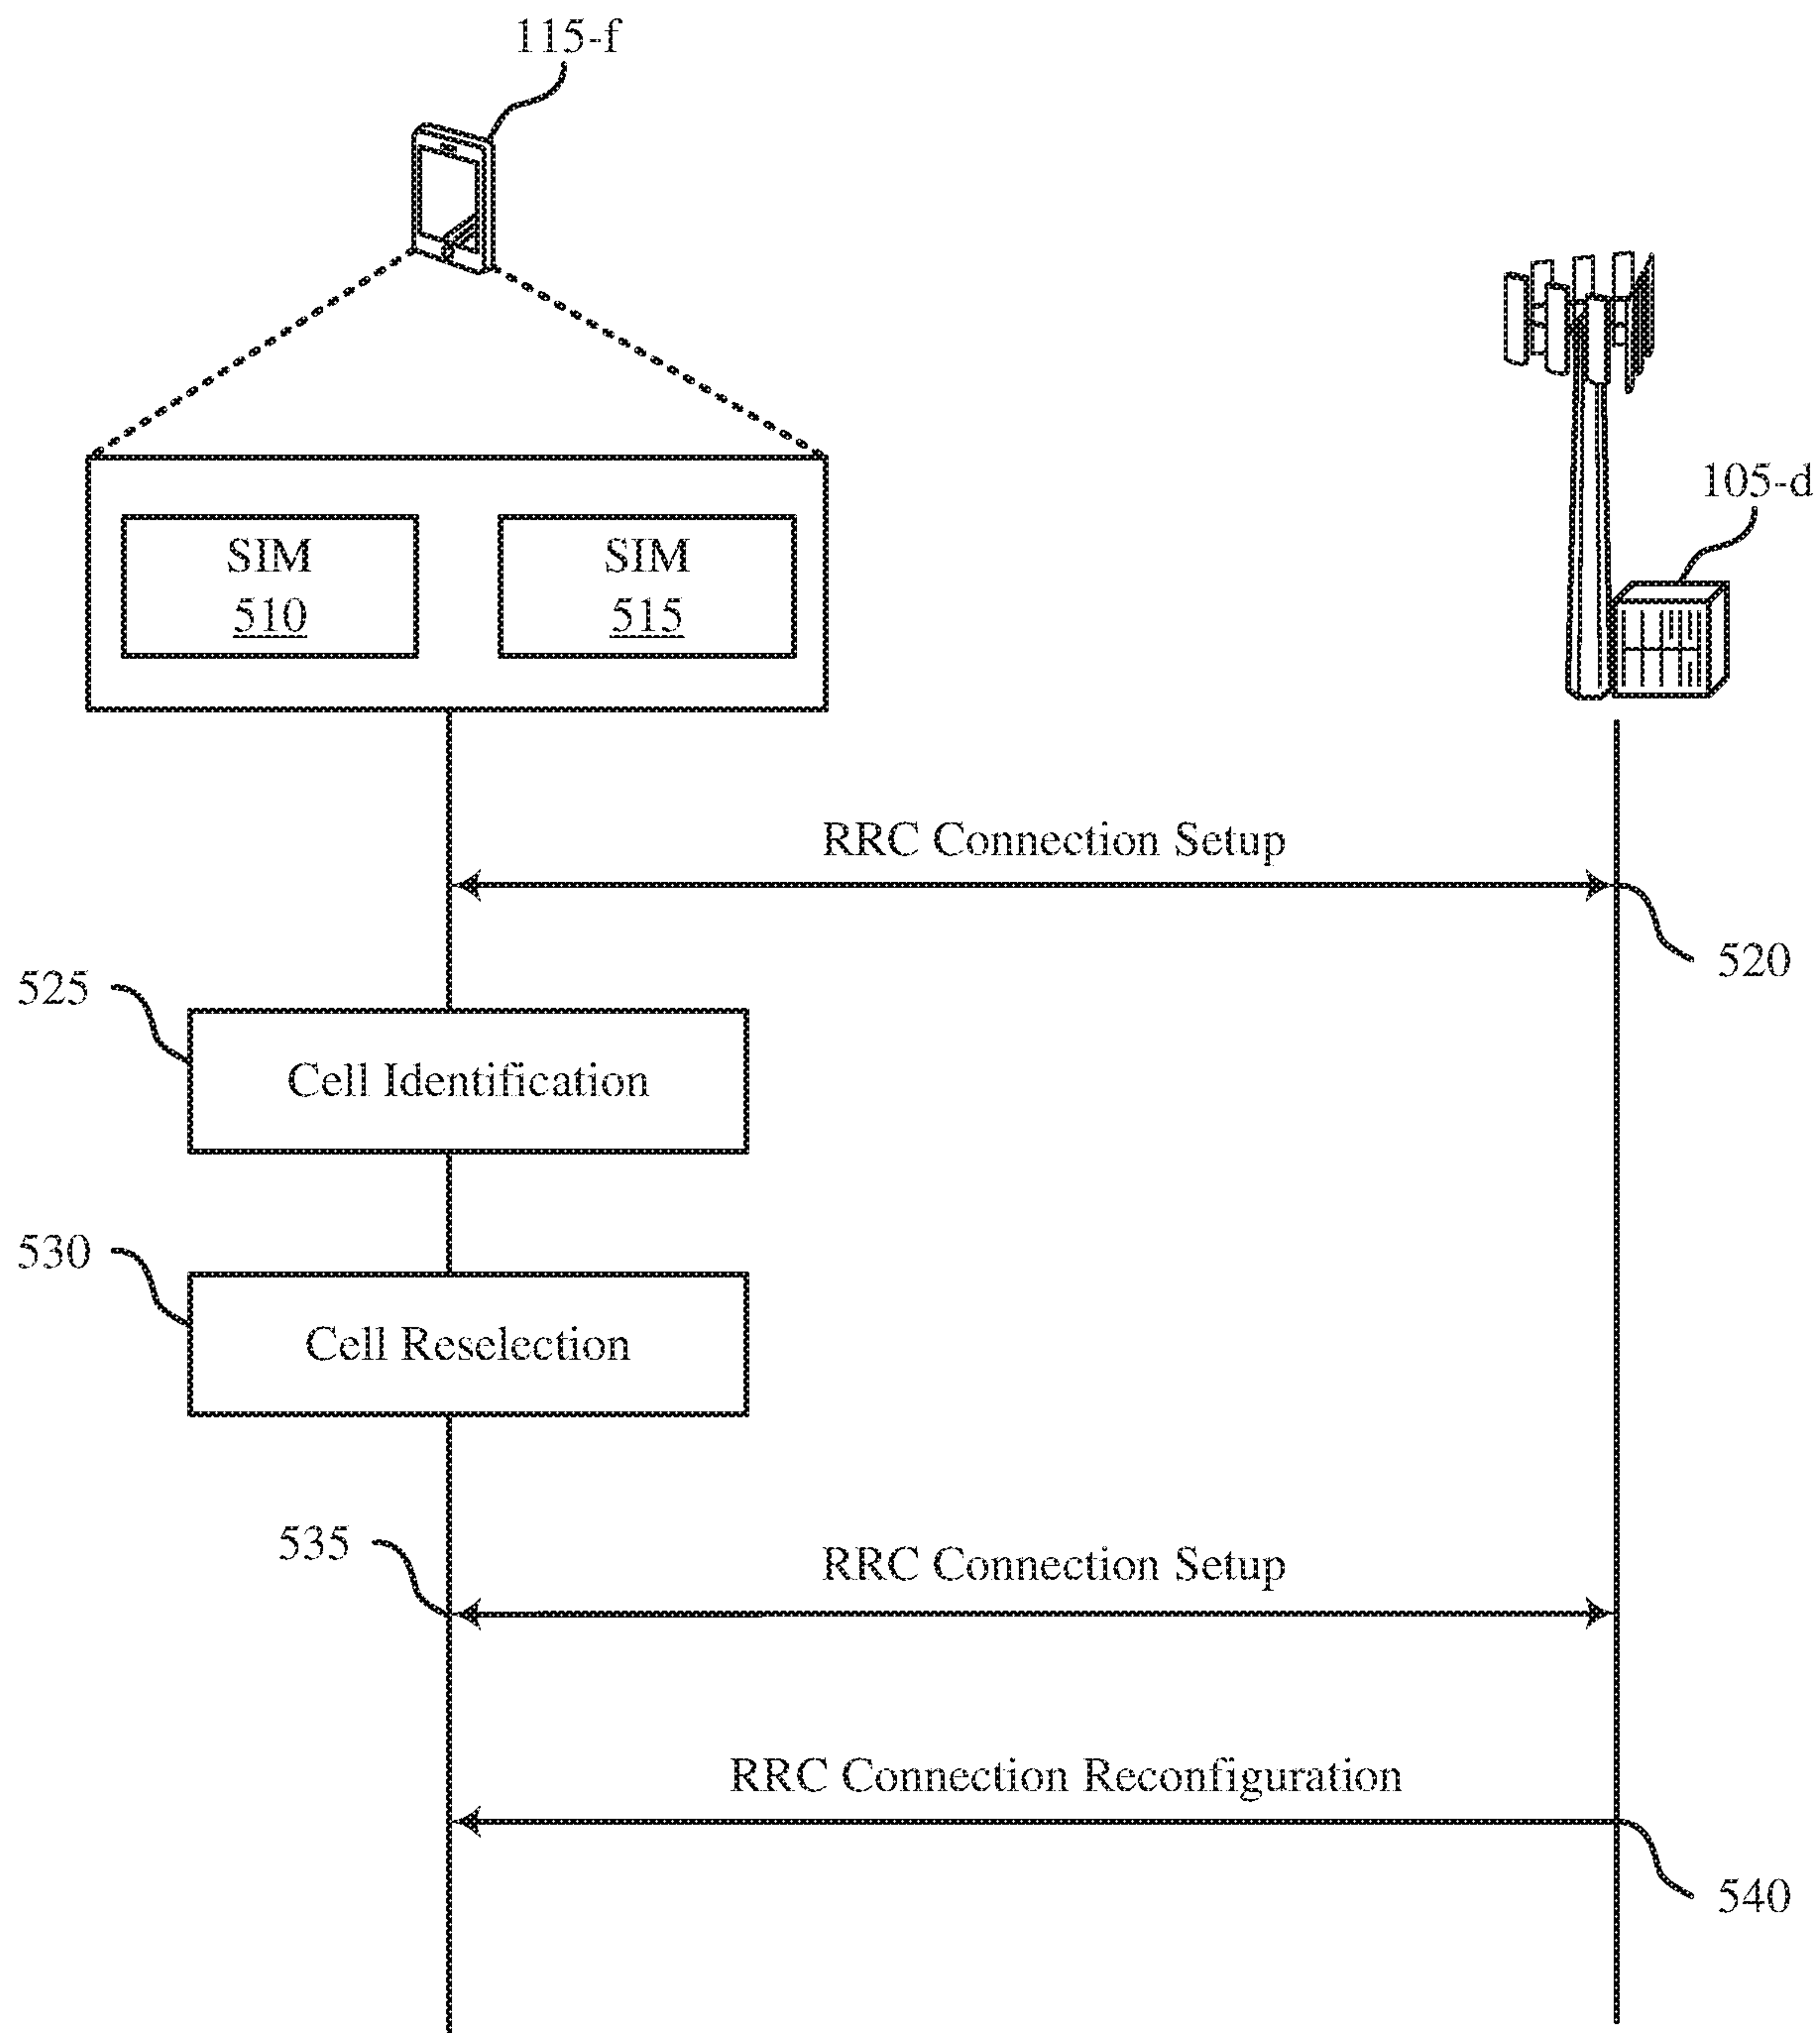 115-f
105-d
SIM
510
SIM
515
RRC Connection Setup
520
525
Cell Identification
530
Cell Reselection
535
RRC Connection Setup
RRC Connection Reconfiguration
540